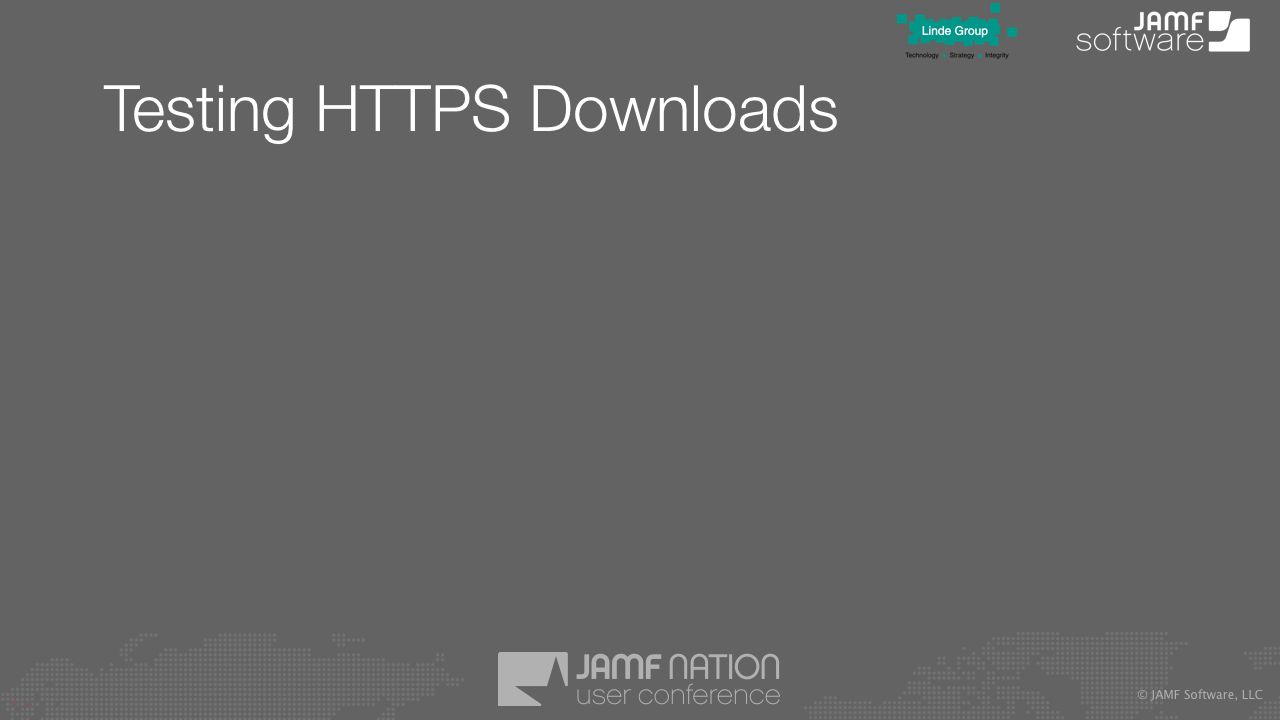 Linde Group
Technology Strategy Integrity
JAMF
software
Testing HTTPS Downloads
JAMF NATION
user conference
© JAMF Software, LLC